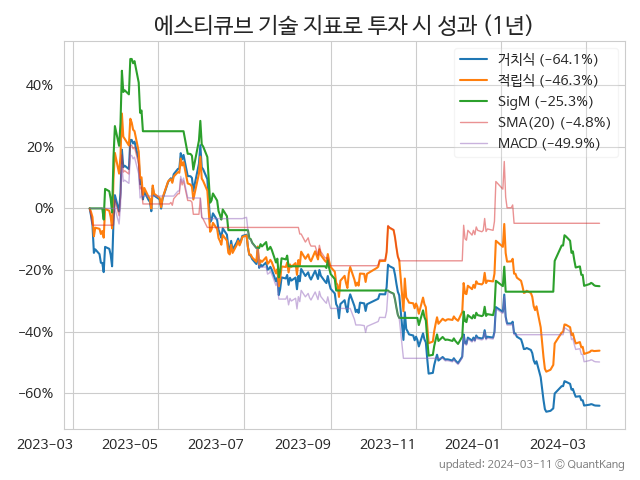 에스티큐브 기술 지표로 투자 시 성과 (1년)
거치식 (−64.1%)
적립식 (−46.3%)
SigM (−25.3%)
SMA(20) (−4.8%)
MACD (−49.9%)
40%
20%
0%
−20%
−40%
−60%
2023-03 2023-05 2023-07 2023-09 2023-11 2024-01 2024-03
updated: 2024-03-11 © QuantKang